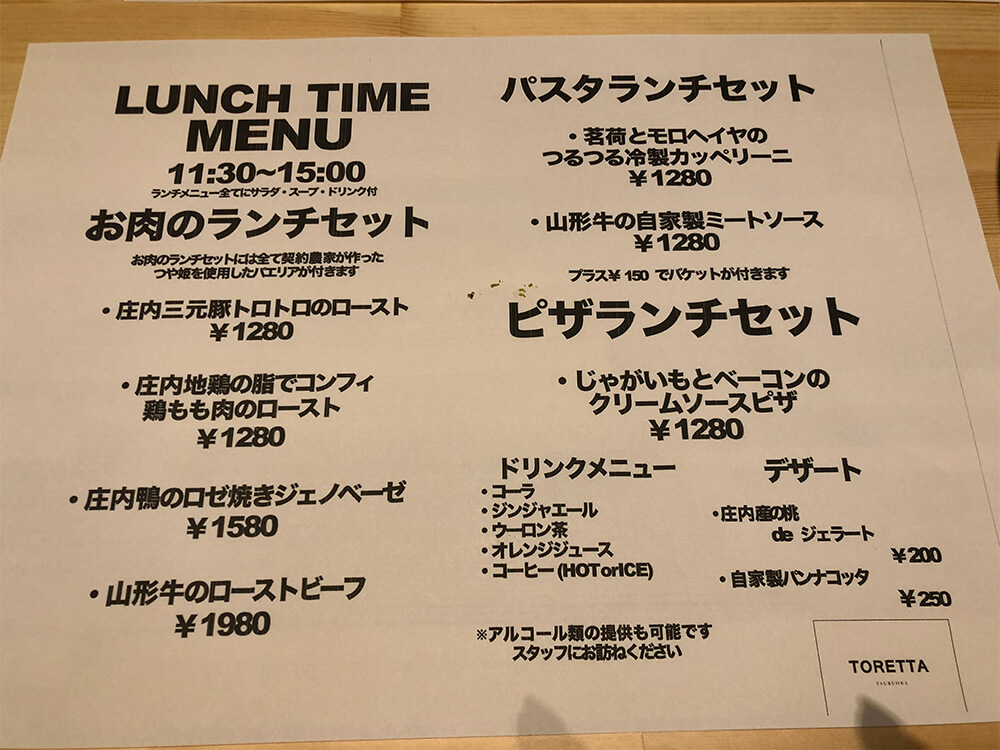 LUNCH TIME
MENU
11:30~15:00
ランチメニュー全てにサラダ・スープ・ドリンク付
お肉のランチセット
お肉のランチセットには全て契約農家が作った
つや姫を使用したパエリアが付きます
・庄内三元豚トロトロのロースト
¥1280
・庄内地鶏の脂でコンフィ
鶏もも肉のロースト
¥1280
・庄内鴨のロゼ焼きジェノベーゼ
¥1580
・山形牛のローストビーフ
¥1980
パスタランチセット
・茗荷とモロヘイヤの
つるつる冷製カッペリーニ
¥1280
・山形牛の自家製ミートソース
¥1280
プラス¥150 でバケットが付きます
ピザランチセット
・じゃがいもとベーコンの
クリームソースピザ
¥1280
ドリンクメニュー
・コーラ
・ジンジャエール
・ウーロン茶
・オレンジジュース
・コーヒー(HOTorICE)
※アルコール類の提供も可能です
スタッフにお訪ねください
デザート
・庄内産の桃
de ジェラート
¥200
・自家製パンナコッタ
¥250
TORETTA
TSURUOKA